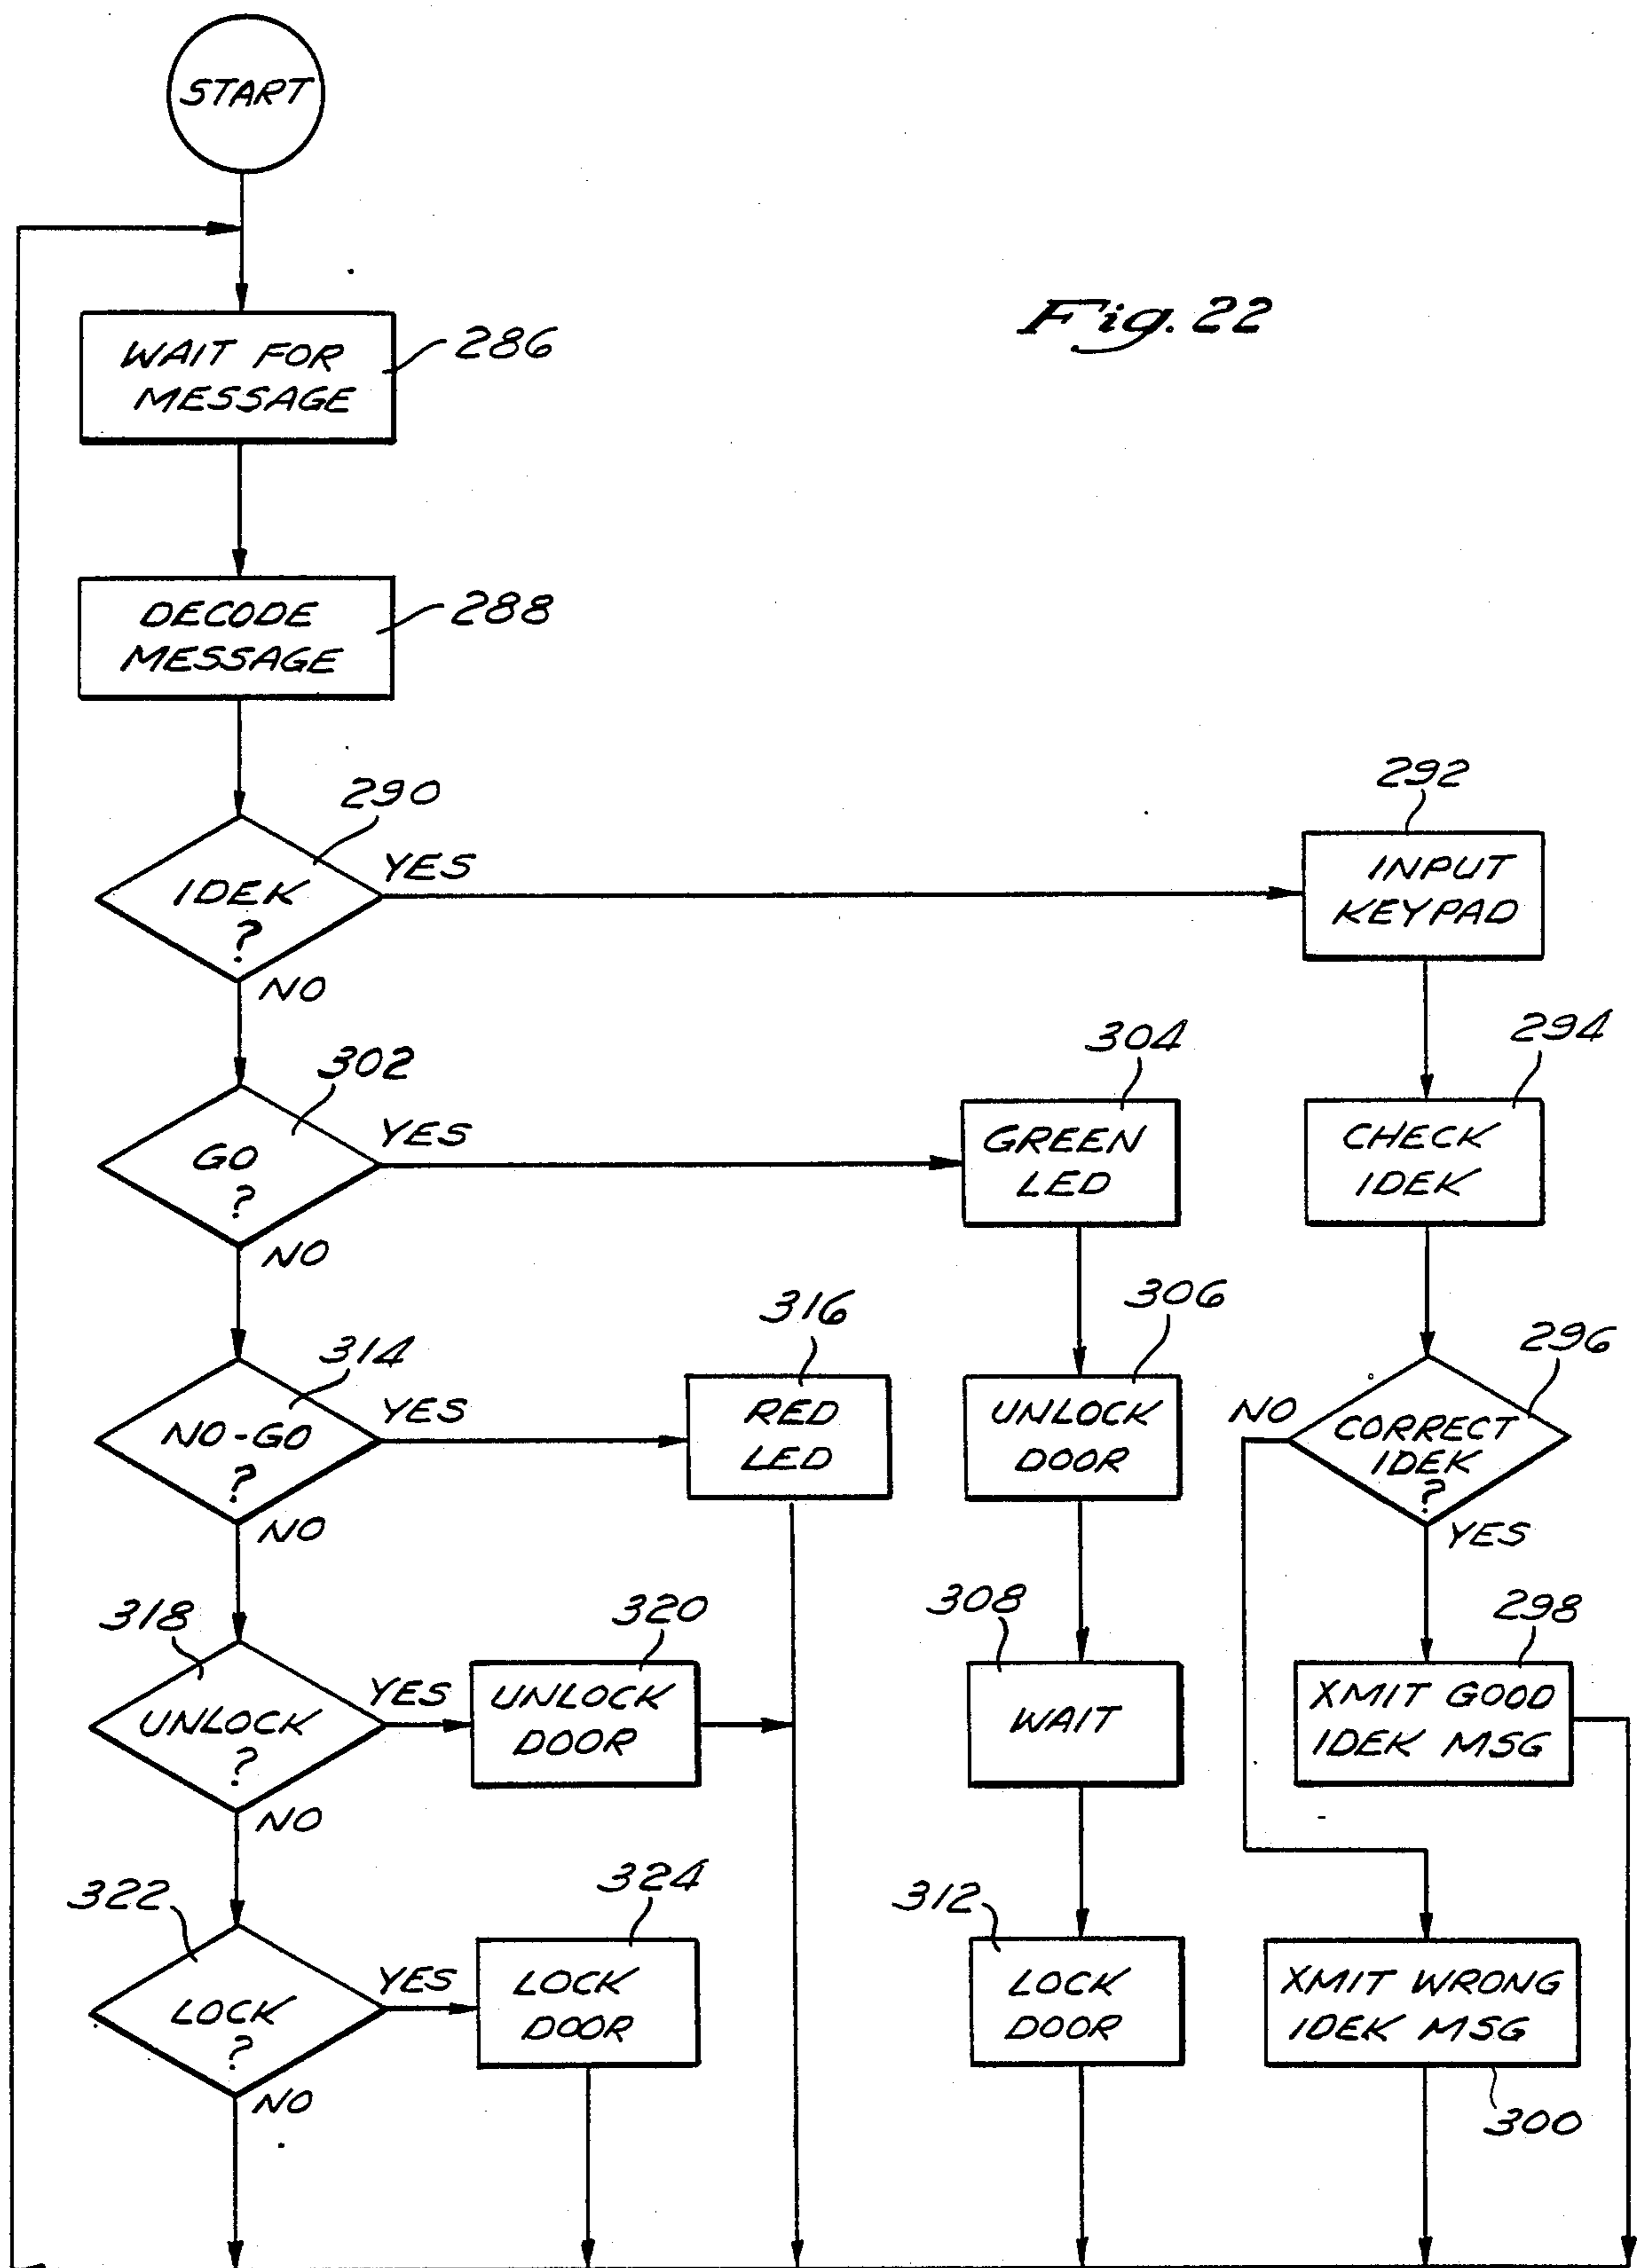 START
Fig. 22
WAIT FOR
MESSAGE
286
DECODE
MESSAGE
288
290
IDEK
?
YES
NO
292
INPUT
KEYPAD
302
GO
?
YES
NO
304
GREEN
LED
294
CHECK
IDEK
314
NO-GO
?
YES
NO
316
RED
LED
306
UNLOCK
DOOR
296
CORRECT
IDEK
?
NO
YES
318
UNLOCK
?
YES
NO
320
UNLOCK
DOOR
308
WAIT
298
XMIT GOOD
IDEK MSG
322
LOCK
?
YES
NO
324
LOCK
DOOR
312
LOCK
DOOR
XMIT WRONG
IDEK MSG
300